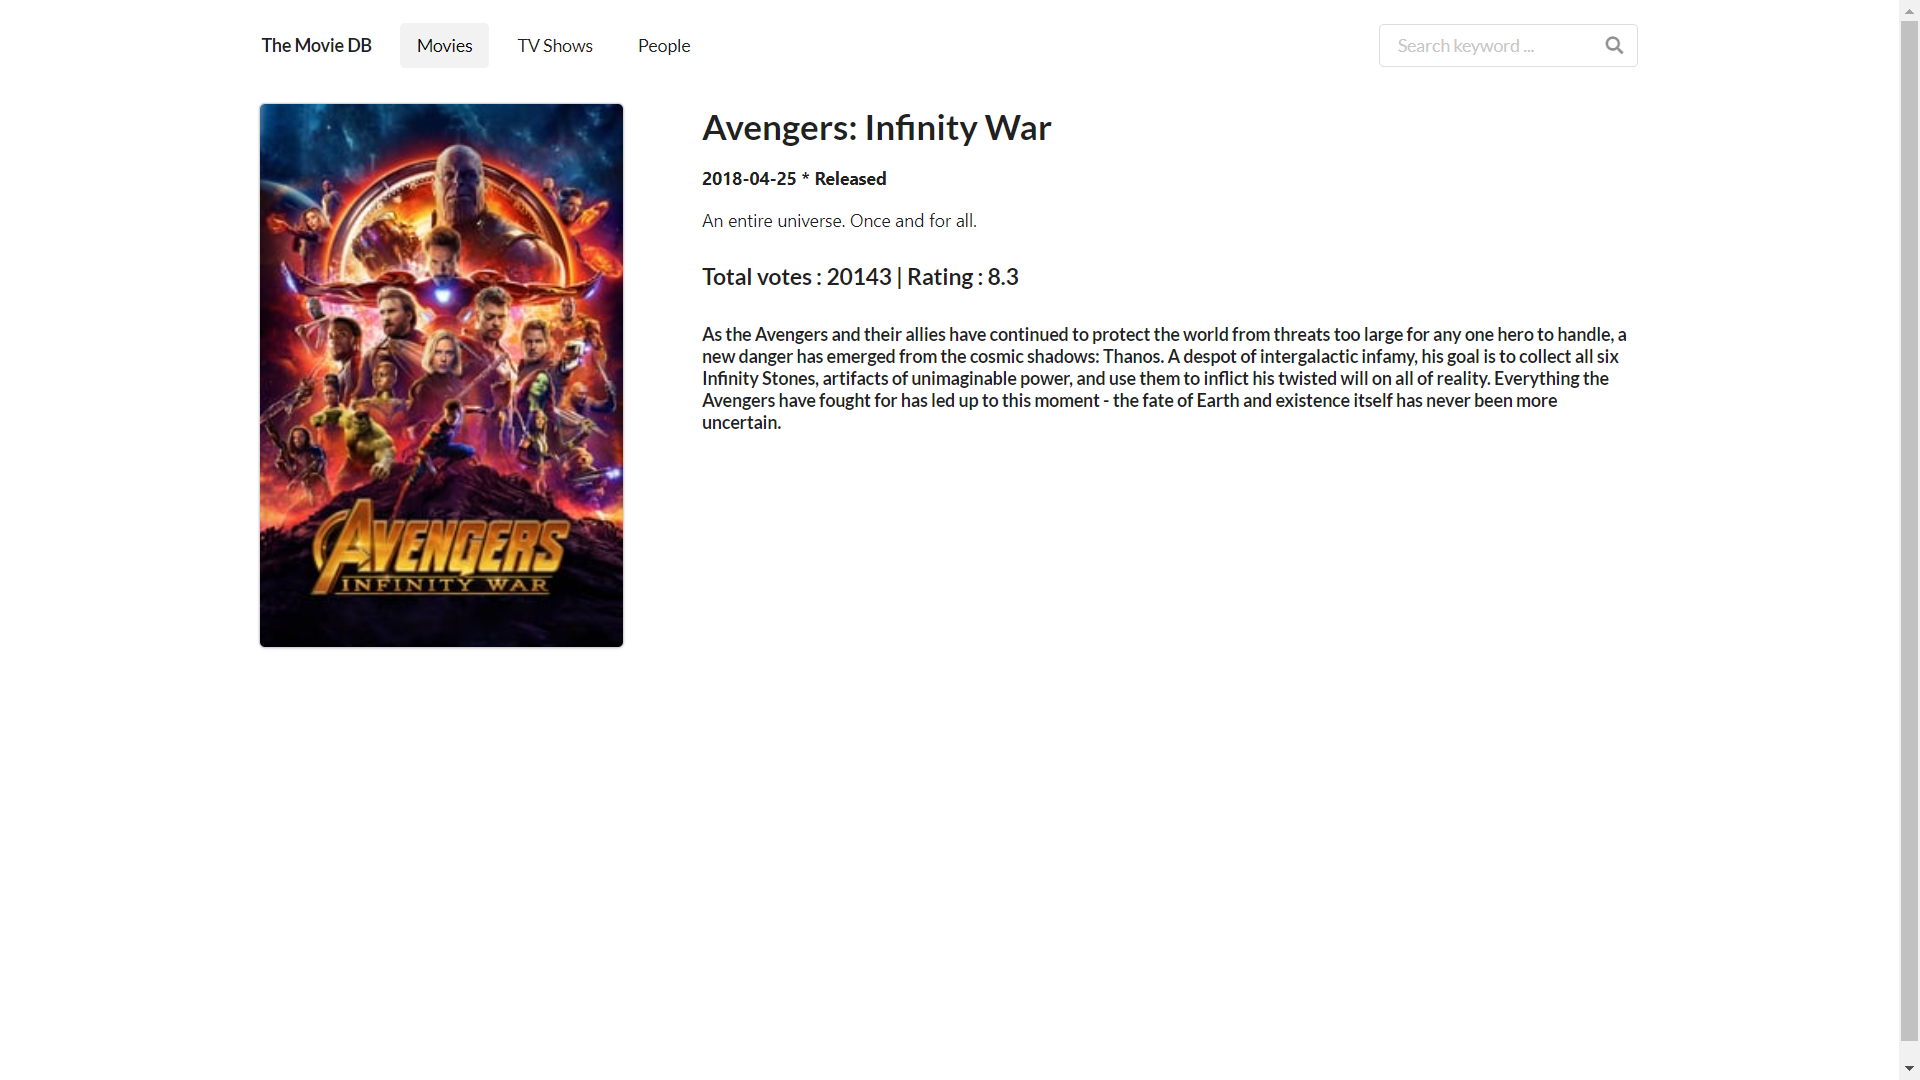 The Movie DB Movies TV Shows People Search keyword ...
Avengers: Infinity War
2018-04-25 * Released
An entire universe. Once and for all.
Total votes : 20143 | Rating : 8.3
As the Avengers and their allies have continued to protect the world from threats too large for any one hero to handle, a
new danger has emerged from the cosmic shadows: Thanos. A despot of intergalactic infamy, his goal is to collect all six
Infinity Stones, artifacts of unimaginable power, and use them to inflict his twisted will on all of reality. Everything the
Avengers have fought for has led up to this moment - the fate of Earth and existence itself has never been more
uncertain.
AVENGERS
INFINITY WAR